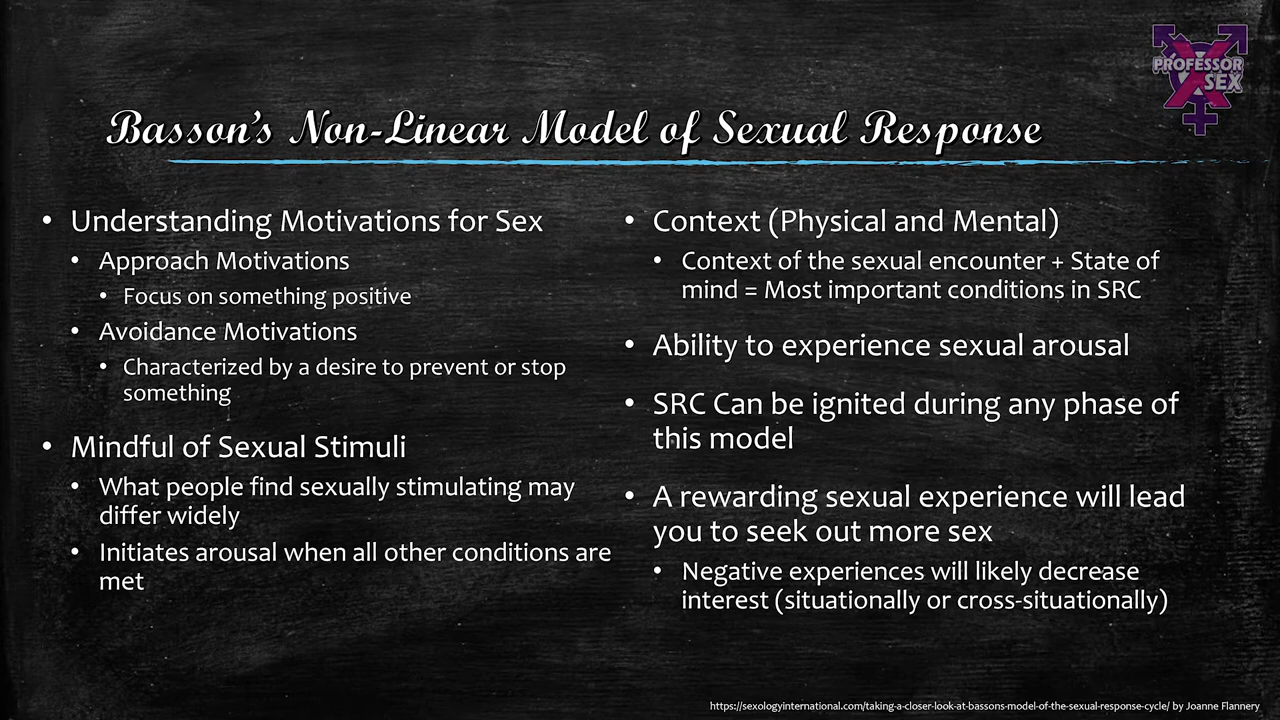 PROFESSOR
SEX
Basson's Non-Linear Model of Sexual Response
• Understanding Motivations for Sex
• Approach Motivations
• Focus on something positive
• Avoidance Motivations
• Characterized by a desire to prevent or stop
something
• Mindful of Sexual Stimuli
• What people find sexually stimulating may
differ widely
• Initiates arousal when all other conditions are
met
• Context (Physical and Mental)
• Context of the sexual encounter + State of
mind = Most important conditions in SRC
• Ability to experience sexual arousal
• SRC Can be ignited during any phase of
this model
• A rewarding sexual experience will lead
you to seek out more sex
• Negative experiences will likely decrease
interest (situationally or cross-situationally)
https://sexologyinternational.com/taking-a-closer-look-at-bassons-model-of-the-sexual-response-cycle/ by Joanne Flannery